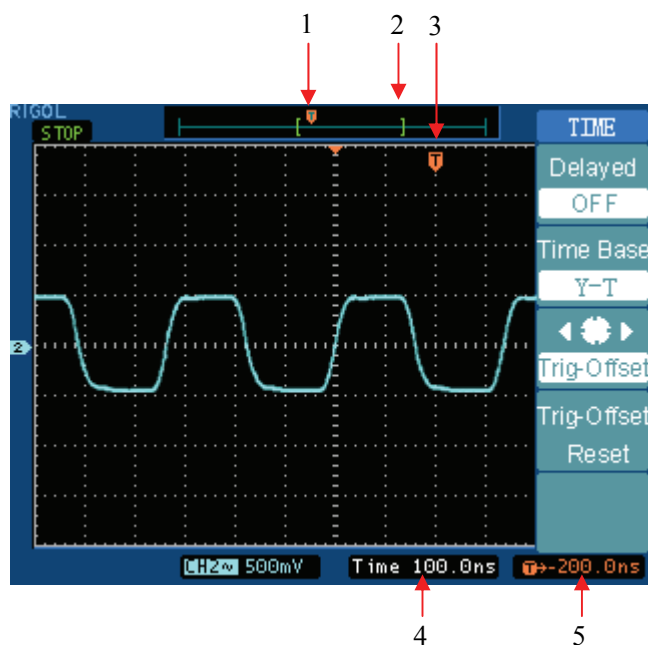 1 2 3
RIGOL
STOP
T
TIME
T
Delayed
OFF
Time Base
Y-T
2
Trig-Offset
Trig-Offset
Reset
CH2~ 500mV Time 100.0ns T→-200.0ns
4 5